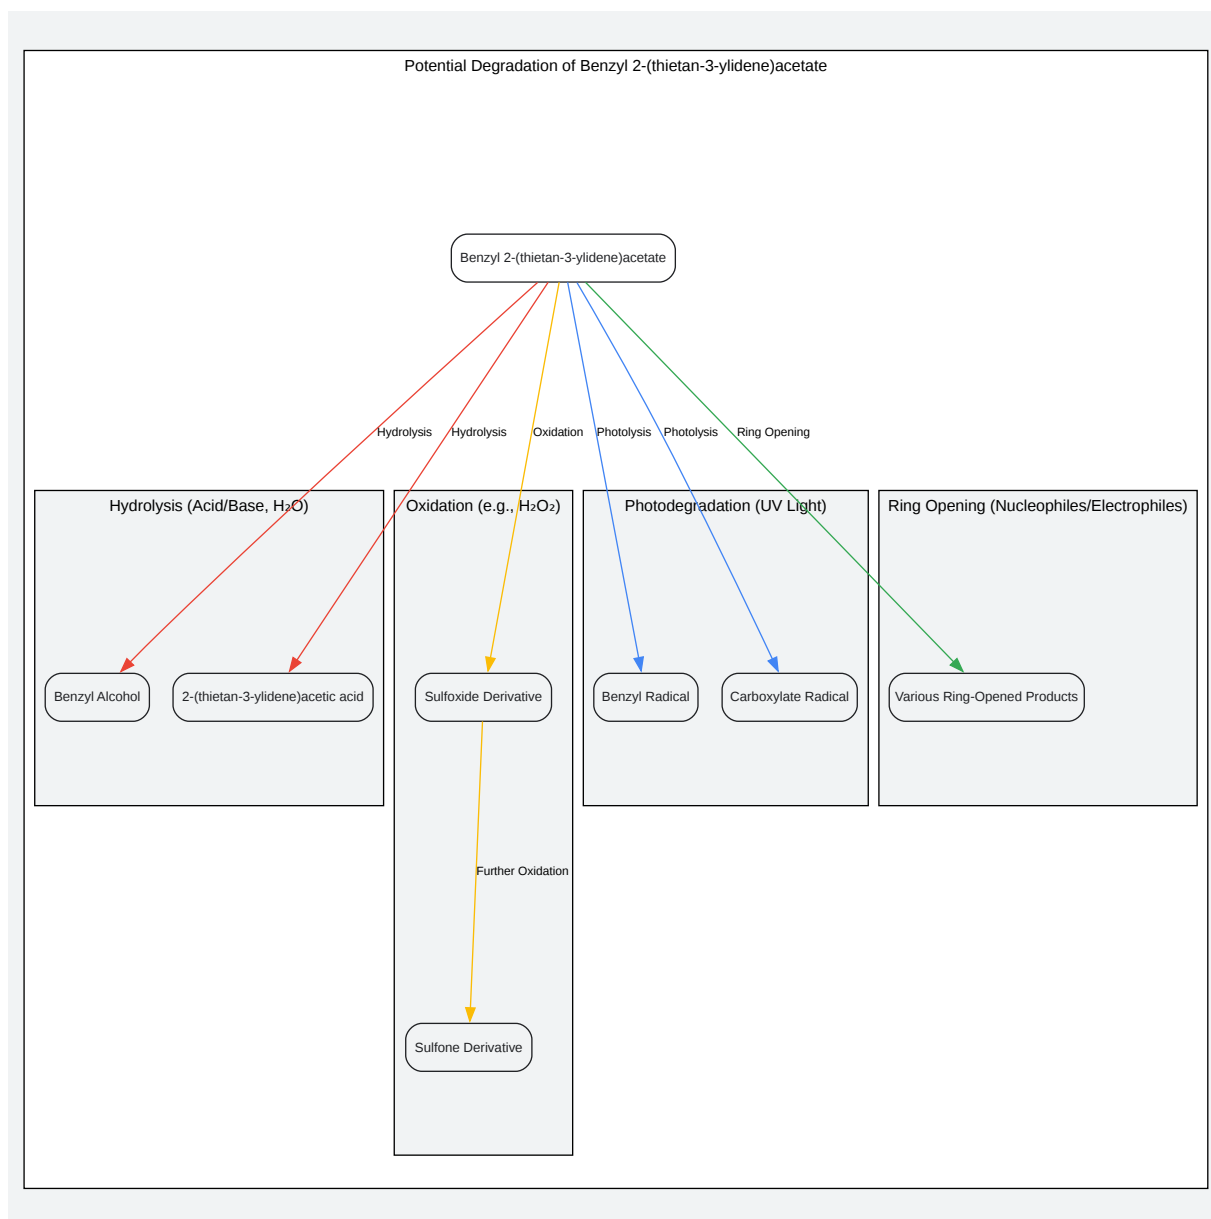 Potential Degradation of Benzyl 2-(thietan-3-ylidene)acetate
Benzyl 2-(thietan-3-ylidene)acetate
Hydrolysis
Hydrolysis
Oxidation
Photolysis
Photolysis
Ring Opening
Hydrolysis (Acid/Base, H₂O)
Oxidation (e.g., H₂O₂)
Photodegradation (UV Light)
Ring Opening (Nucleophiles/Electrophiles)
Benzyl Alcohol
2-(thietan-3-ylidene)acetic acid
Sulfoxide Derivative
Benzyl Radical
Carboxylate Radical
Various Ring-Opened Products
Further Oxidation
Sulfone Derivative